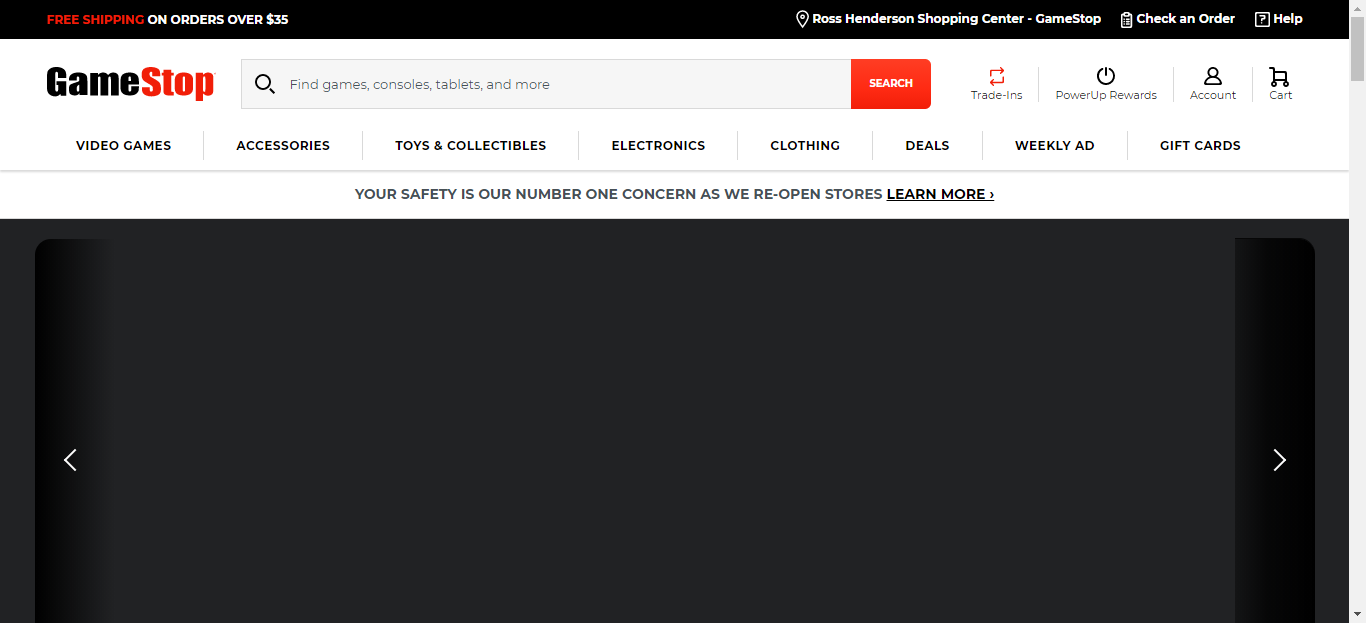 FREE SHIPPING ON ORDERS OVER $35
Ross Henderson Shopping Center - GameStop
Check an Order
? Help
GameStop
Find games, consoles, tablets, and more
SEARCH
Trade-Ins
PowerUp Rewards
Account
Cart
VIDEO GAMES
ACCESSORIES
TOYS & COLLECTIBLES
ELECTRONICS
CLOTHING
DEALS
WEEKLY AD
GIFT CARDS
YOUR SAFETY IS OUR NUMBER ONE CONCERN AS WE RE-OPEN STORES LEARN MORE ›